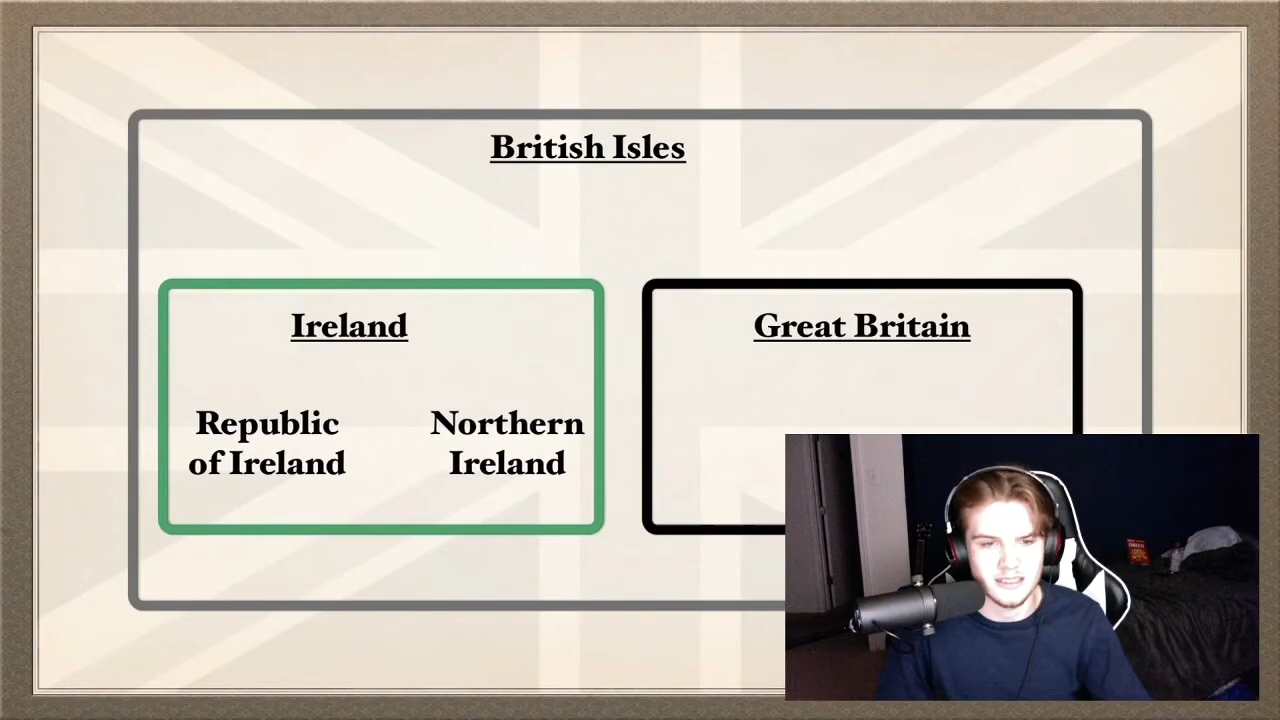 British Isles
Ireland
Great Britain
Republic
of Ireland
Northern
Ireland